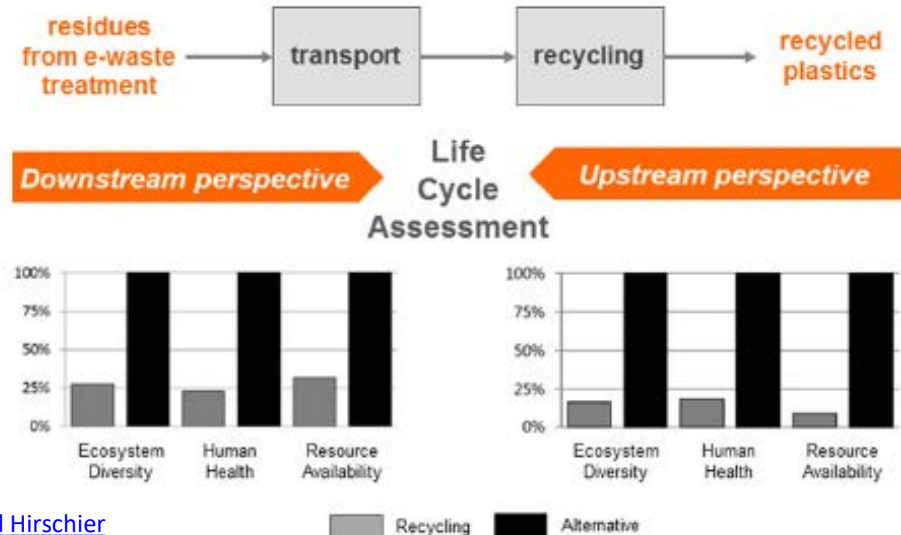 residues
from e-waste
treatment
transport
recycling
recycled
plastics
Downstream perspective
Life
Cycle
Assessment
Upstream perspective
100%
75%
50%
25%
0%
Ecosystem
Diversity
Human
Health
Resource
Availability
100%
75%
50%
25%
0%
Ecosystem
Diversity
Human
Health
Resource
Availability
Hirschier
Recycling
Alternative